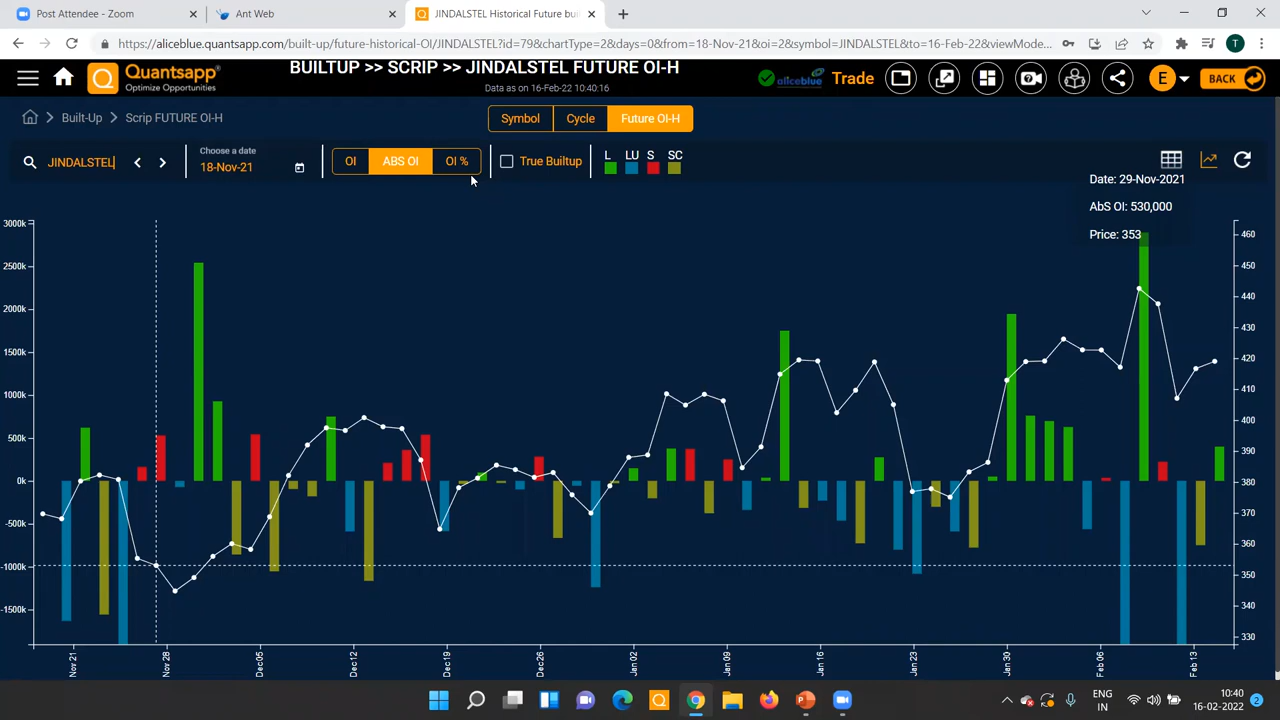 Post Attendee - Zoom
Ant Web
JINDALSTEL Historical Future bui
https://aliceblue.quantsapp.com/built-up/future-historical-OI/JINDALSTEL?id=79&chartType=2&days=0&from=18-Nov-21&oi=2&symbol=JINDALSTEL&to=16-Feb-22&viewMode...
T
Quantsapp
Optimize Opportunities
BUILTUP >> SCRIP >> JINDALSTEL FUTURE OI-H
Data as on 16-Feb-22 10:40:16
aliceblue
Trade
E
BACK
Built-Up
Scrip FUTURE OI-H
Symbol
Cycle
Future OI-H
JINDALSTEL
Choose a date
18-Nov-21
OI
ABS OI
OI %
True Builtup
L
LU
S
SC
Date: 29-Nov-2021
AbS OI: 530,000
Price: 353
3000k
2500k
2000k
1500k
1000k
500k
0k
-500k
-1000k
-1500k
460
450
440
430
420
410
400
390
380
370
360
350
340
330
Nov 21
Nov 28
Dec05
Dec12
Dec19
Dec26
Jan 02
Jan 09
Jan 16
Jan 23
Jan 30
Feb 06
Feb 13
ENG
IN
10:40
16-02-2022
2